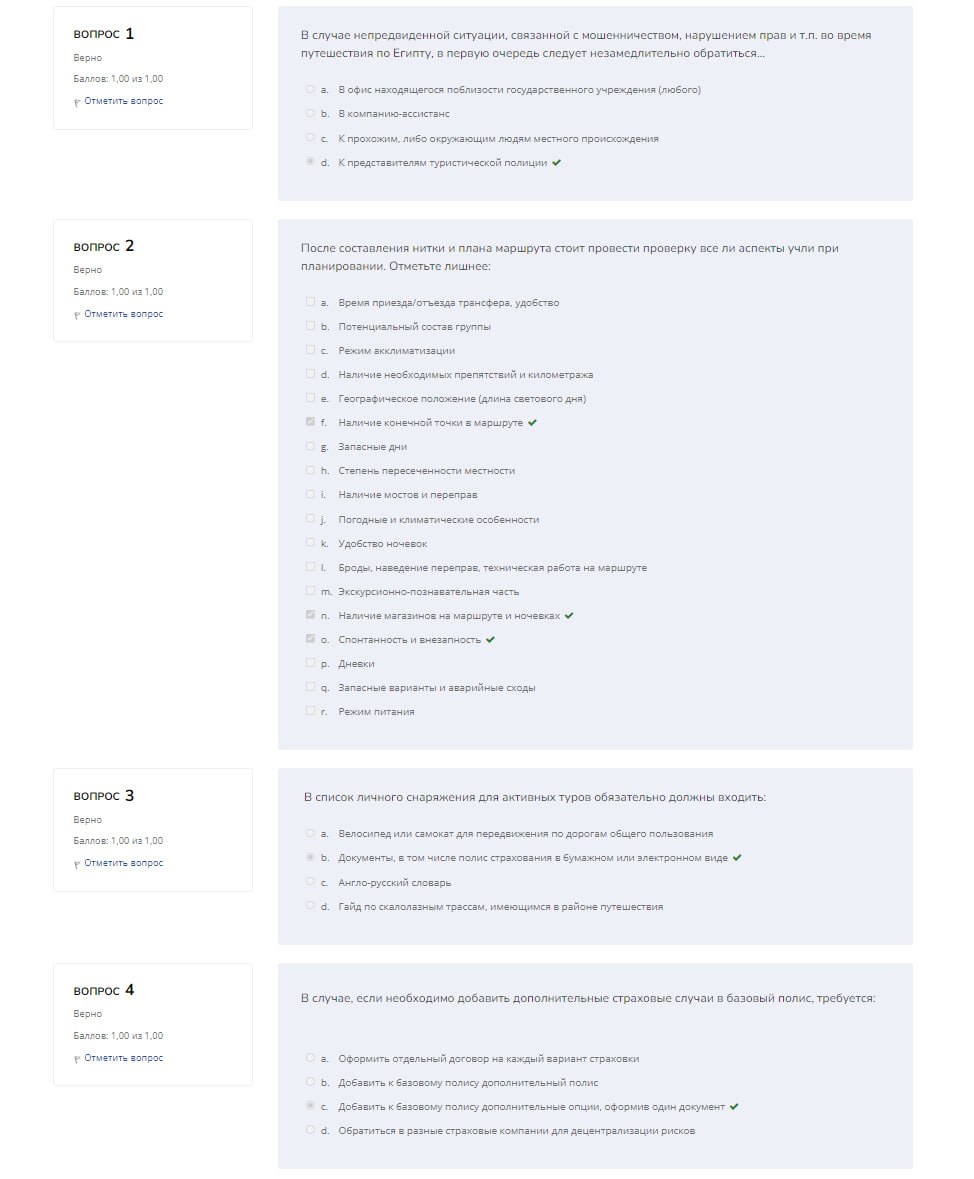 ВОПРОС 1
Верно
Баллов: 1,00 из 1,00
Отметить вопрос
В случае непредвиденной ситуации, связанной с мошенничеством, нарушением прав и т.п. во время
путешествия по Египту, в первую очередь следует незамедлительно обратиться...
a. В офис находящегося поблизости государственного учреждения (любого)
b. В компанию-ассистанс
c. К прохожим, либо окружающим людям местного происхождения
d. К представителям туристической полиции
ВОПРОС 2
Верно
Баллов: 1,00 из 1,00
Отметить вопрос
После составления нитки и плана маршрута стоит провести проверку все ли аспекты учли при
планировании. Отметьте лишнее:
a. Время приезда/отъезда трансфера, удобство
b. Потенциальный состав группы
c. Режим акклиматизации
d. Наличие необходимых препятствий и километража
e. Географическое положение (длина светового дня)
f. Наличие конечной точки в маршруте
g. Запасные дни
h. Степень пересеченности местности
i. Наличие мостов и переправ
j. Погодные и климатические особенности
k. Удобство ночевок
l. Броды, наведение переправ, техническая работа на маршруте
m. Экскурсионно-познавательная часть
n. Наличие магазинов на маршруте и ночевках
o. Спонтанность и внезапность
p. Дневки
q. Запасные варианты и аварийные сходы
r. Режим питания
ВОПРОС 3
Верно
Баллов: 1,00 из 1,00
Отметить вопрос
В список личного снаряжения для активных туров обязательно должны входить:
a. Велосипед или самокат для передвижения по дорогам общего пользования
b. Документы, в том числе полис страхования в бумажном или электронном виде
c. Англо-русский словарь
d. Гайд по скалолазным трассам, имеющимся в районе путешествия
ВОПРОС 4
Верно
Баллов: 1,00 из 1,00
Отметить вопрос
В случае, если необходимо добавить дополнительные страховые случаи в базовый полис, требуется:
a. Оформить отдельный договор на каждый вариант страховки
b. Добавить к базовому полису дополнительный полис
c. Добавить к базовому полису дополнительные опции, оформив один документ
d. Обратиться в разные страховые компании для децентрализации рисков